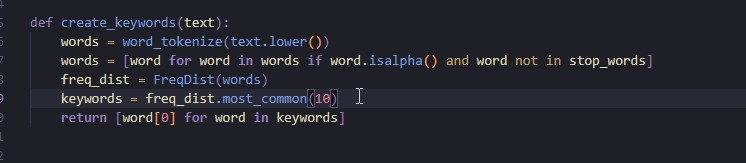 def create_keywords(text):
    words = word_tokenize(text.lower())
    words = [word for word in words if word.isalpha() and word not in stop_words]
    freq_dist = FreqDist(words)
    keywords = freq_dist.most_common(10)
    return [word[0] for word in keywords]